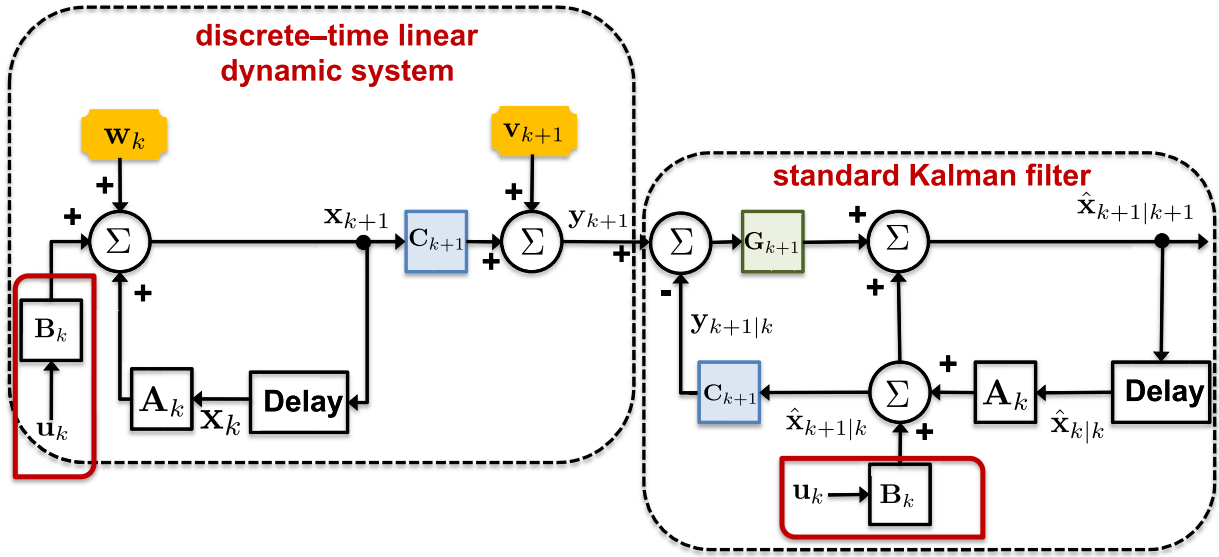 discrete–time linear
dynamic system
w_k
v_{k+1}
+
+
+
Σ
x_{k+1}
C_{k+1}
+
Σ
y_{k+1}
+
+
B_k
u_k
A_k
x_k
Delay
standard Kalman filter
Σ
-
G_{k+1}
+
Σ
+
x̂_{k+1|k+1}
y_{k+1|k}
C_{k+1}
x̂_{k+1|k}
Σ
+
A_k
x̂_{k|k}
Delay
+
u_k
B_k